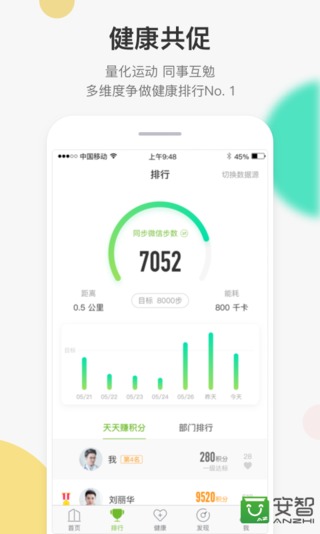 健康共促
量化运动 同事互勉
多维度争做健康排行No. 1
中国移动 上午9:48 45%
排行 切换数据源
同步微信步数
7052
目标 8000步
距离
0.5 公里
能耗
800 千卡
目标
05/21 05/22 05/23 05/24 05/26 昨天 今天
天天赚积分 部门排行
我 第4名 280积分 28
一级达标
刘丽华 9520积分
首页 排行 健康 发现 我
安智
ANZHI.COM